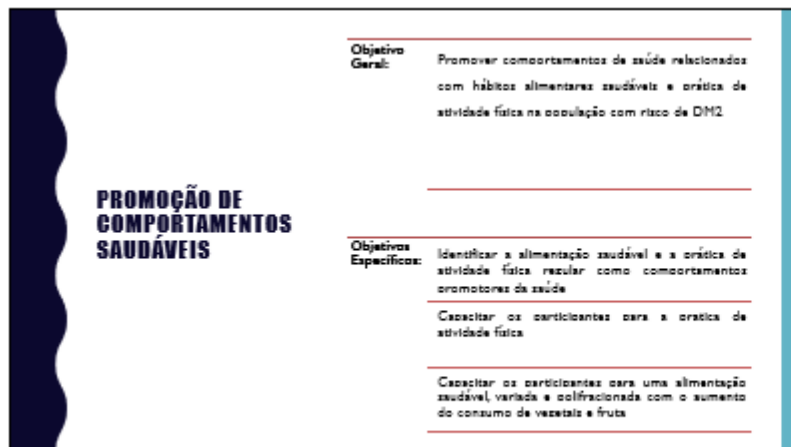 PROMOÇÃO DE
COMPORTAMENTOS
SAUDÁVEIS
Objetivo
Geral:
Promover comportamentos de saúde relacionados
com hábitos alimentares saudáveis e prática de
atividade física na população com risco de DM2
Objetivos
Específicos:
Identificar a alimentação saudável e a prática de
atividade física regular como comportamentos
promotores da saúde
Capacitar os participantes para a pratica de
atividade física
Capacitar os participantes para uma alimentação
saudável, variada e polifracionada com o aumento
do consumo de vegetais e fruta